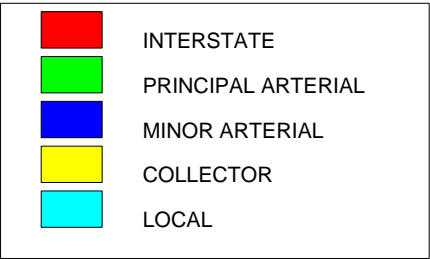 INTERSTATE
PRINCIPAL ARTERIAL
MINOR ARTERIAL
COLLECTOR
LOCAL